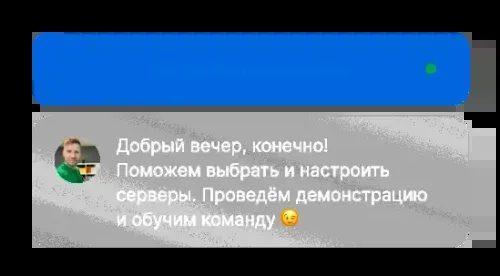 Добрый вечер, конечно!
Поможем выбрать и настроить
серверы. Проведём демонстрацию
и обучим команду 😉